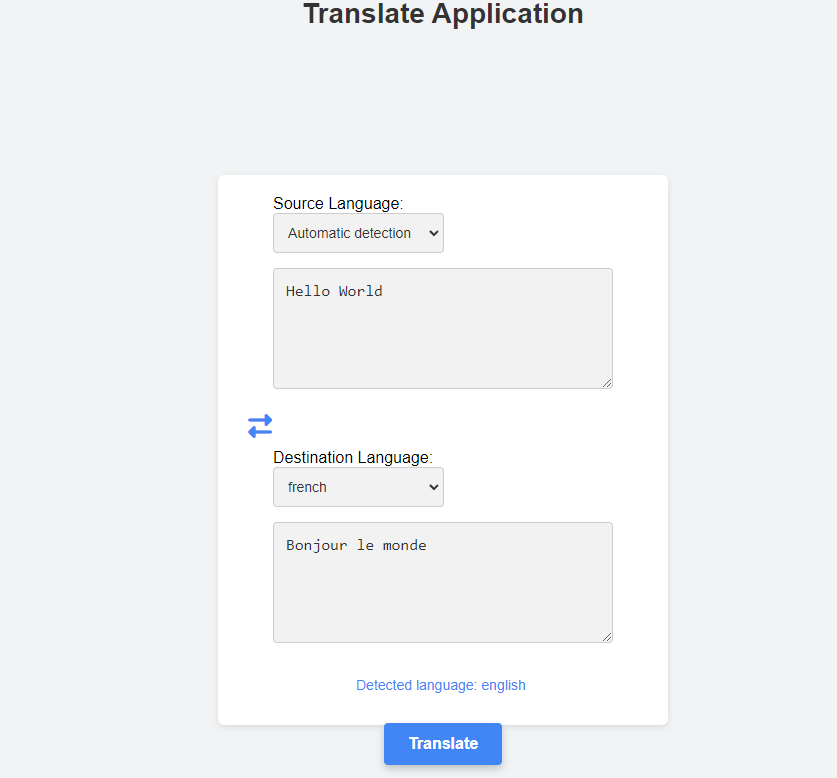 Translate Application
Source Language:
Automatic detection
Hello World
Destination Language:
french
Bonjour le monde
Detected language: english
Translate